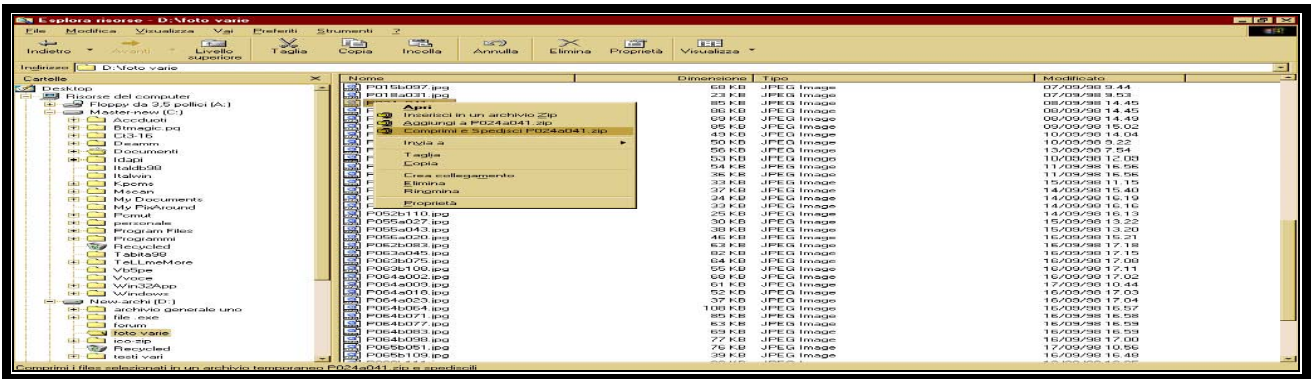 Esplora risorse - D:\foto varie
File Modifica Visualizza Vai Preferiti Strumenti ?
Indietro Avanti Livello superiore Taglia Copia Incolla Annulla Elimina Proprietà Visualizza
Indirizzo D:\foto varie
Cartelle
Desktop
Risorse del computer
Floppy da 3,5 pollici (A:)
Master-new (C:)
Accduoti
Btmagic.pq
Ct3-16
Deamm
Documenti
Idapi
Italdb98
Italwin
Kpcms
Mscan
My Documents
My PixAround
Pcmut
personale
Program Files
Programmi
Recycled
Tabita98
TeLLmeMore
Vb5pe
Vvoce
Win32App
Windows
New-archi (D:)
archivio generale uno
file .exe
forum
foto varie
ico-zip
Recycled
testi vari
Nome Dimensione Tipo Modificato
P015b097.jpg 68 KB JPEG Image 07/09/98 9.44
P018a031.jpg 23 KB JPEG Image 07/09/98 9.53
85 KB JPEG Image 08/09/98 14.45
86 KB JPEG Image 08/09/98 14.45
69 KB JPEG Image 08/09/98 14.49
95 KB JPEG Image 09/09/98 15.02
49 KB JPEG Image 10/09/98 14.04
50 KB JPEG Image 10/09/98 9.22
56 KB JPEG Image 13/09/98 7.54
53 KB JPEG Image 10/09/98 12.09
54 KB JPEG Image 11/09/98 16.56
36 KB JPEG Image 11/09/98 16.56
33 KB JPEG Image 15/09/98 11.15
37 KB JPEG Image 14/09/98 15.40
34 KB JPEG Image 14/09/98 16.19
33 KB JPEG Image 14/09/98 16.16
P052b110.jpg 25 KB JPEG Image 14/09/98 16.13
P055a027.jpg 30 KB JPEG Image 15/09/98 13.22
P055a043.jpg 38 KB JPEG Image 15/09/98 13.20
P056a020.jpg 46 KB JPEG Image 16/09/98 15.21
P062b083.jpg 63 KB JPEG Image 16/09/98 17.18
P063a045.jpg 82 KB JPEG Image 16/09/98 17.15
P063b075.jpg 64 KB JPEG Image 16/09/98 17.08
P063b108.jpg 55 KB JPEG Image 16/09/98 17.11
P064a002.jpg 60 KB JPEG Image 16/09/98 17.02
P064a009.jpg 61 KB JPEG Image 17/09/98 10.44
P064a018.jpg 52 KB JPEG Image 16/09/98 17.03
P064a023.jpg 37 KB JPEG Image 16/09/98 17.04
P064b064.jpg 108 KB JPEG Image 16/09/98 16.57
P064b071.jpg 85 KB JPEG Image 16/09/98 16.58
P064b077.jpg 63 KB JPEG Image 16/09/98 16.59
P064b083.jpg 69 KB JPEG Image 16/09/98 16.59
P064b098.jpg 77 KB JPEG Image 16/09/98 17.00
P065b051.jpg 76 KB JPEG Image 17/09/98 10.56
P065b109.jpg 39 KB JPEG Image 16/09/98 16.48
Apri
Inserisci in un archivio Zip
Aggiungi a P024a041.zip
Comprimi e Spedisci P024a041.zip
Invia a
Taglia
Copia
Crea collegamento
Elimina
Rinomina
Proprietà
Comprimi i files selezionati in un archivio temporaneo P024a041.zip e spediscili